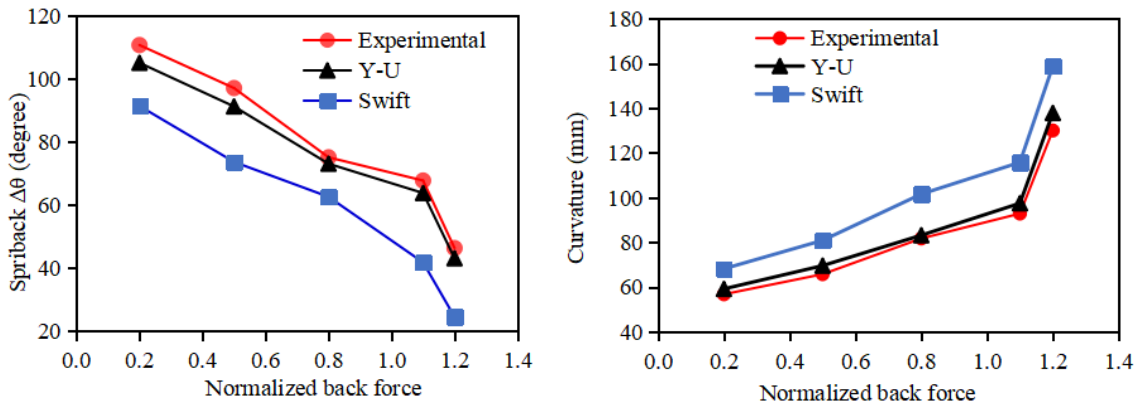 120
100
80
60
40
20
Spriback Δθ (degree)
Experimental
Y-U
Swift
0.0 0.2 0.4 0.6 0.8 1.0 1.2 1.4
Normalized back force
180
160
140
120
100
80
60
40
Curvature (mm)
Experimental
Y-U
Swift
0.0 0.2 0.4 0.6 0.8 1.0 1.2 1.4
Normalized back force